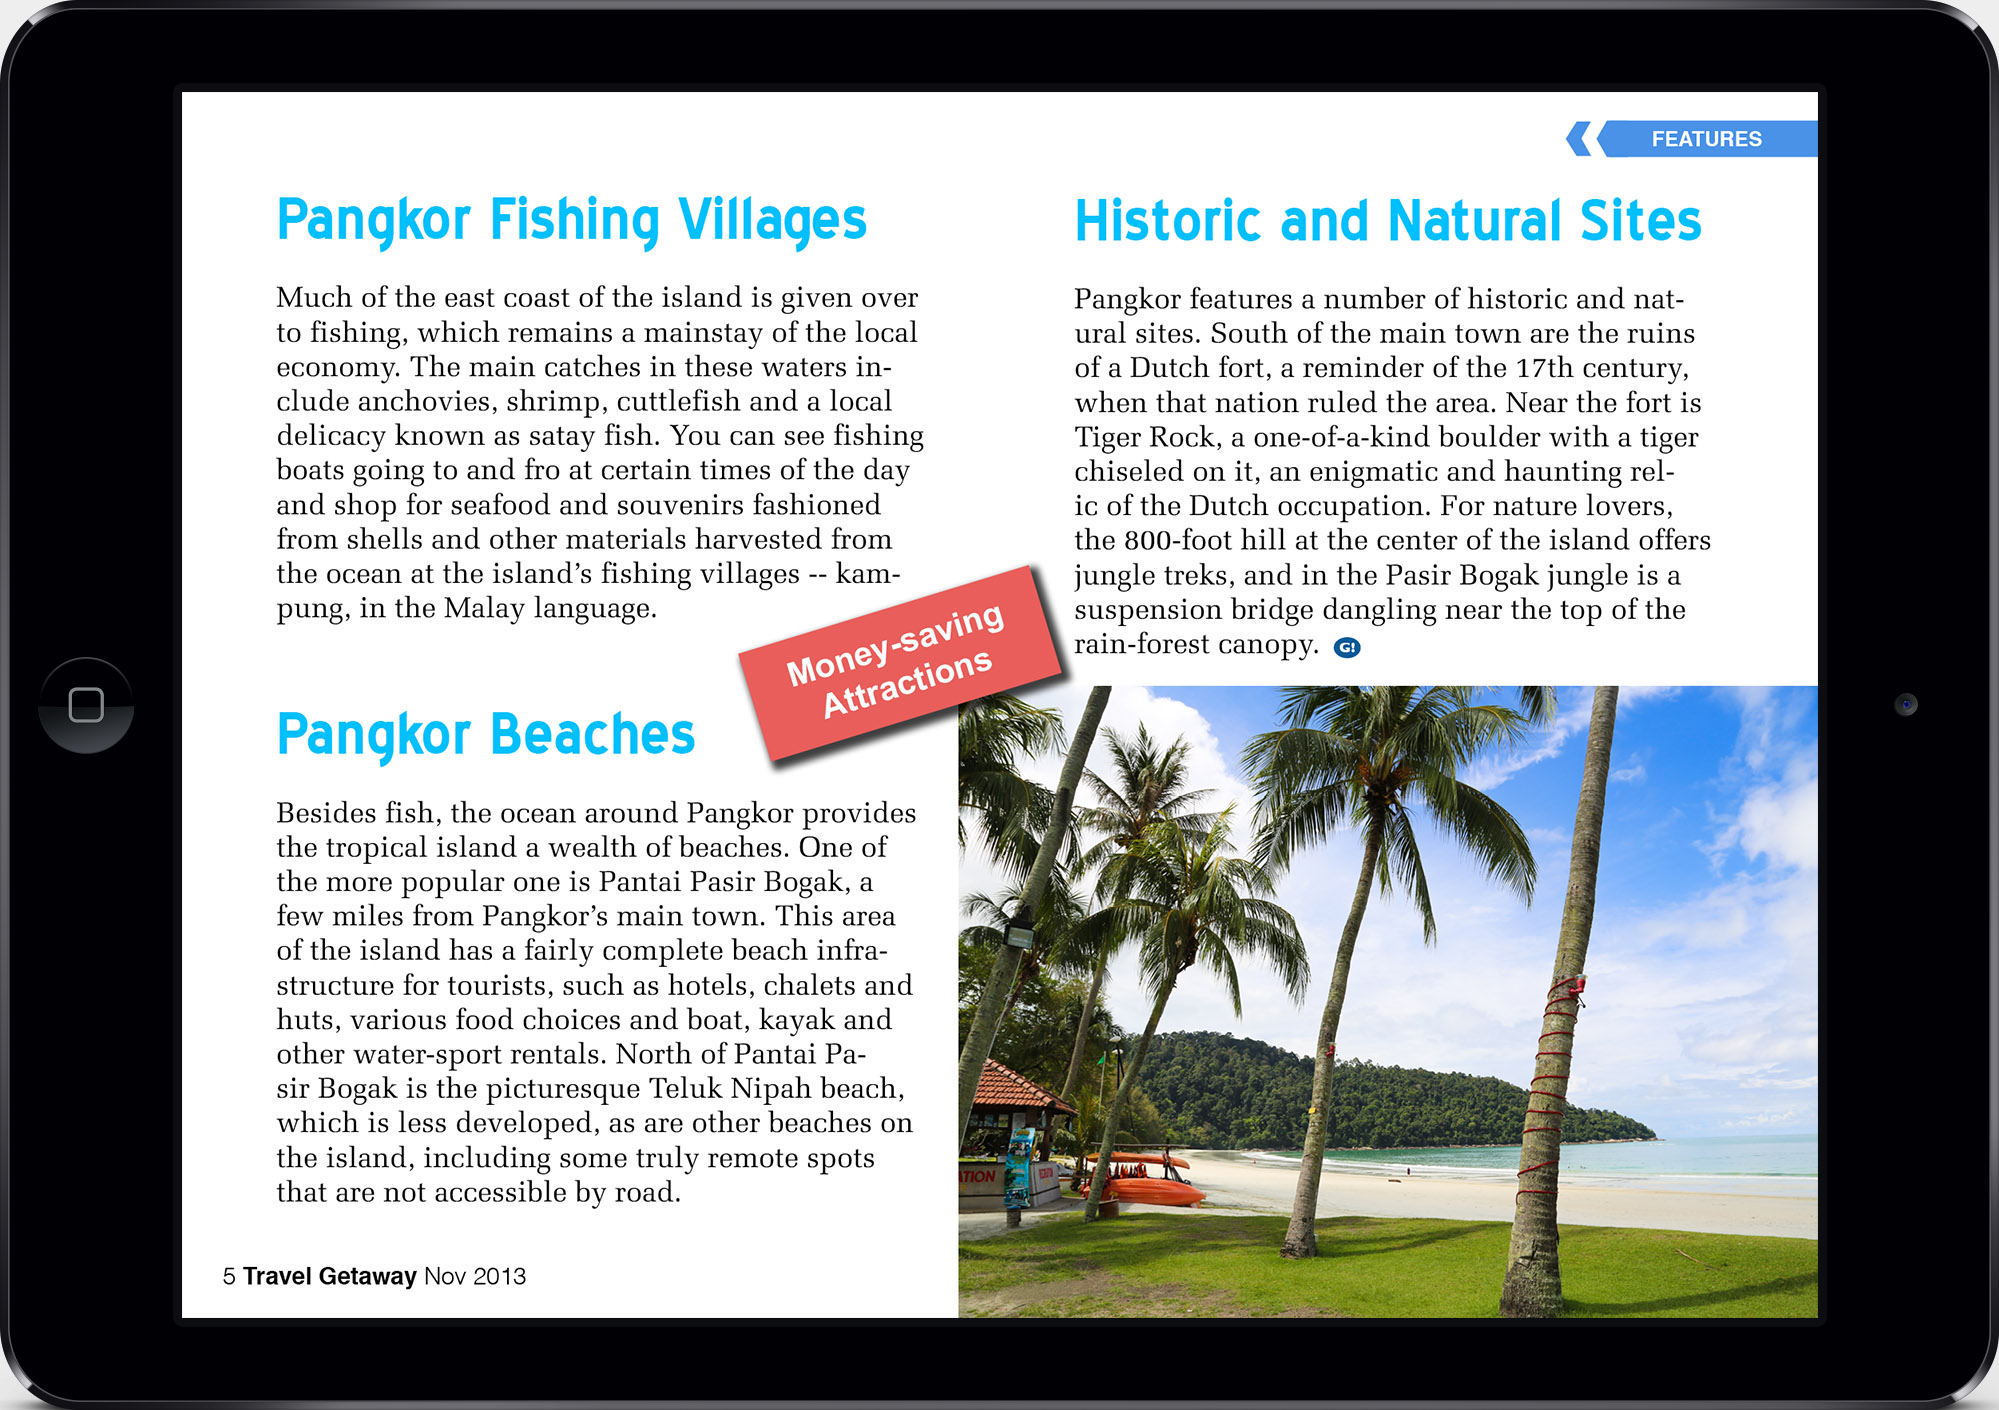 FEATURES
Pangkor Fishing Villages
Much of the east coast of the island is given over
to fishing, which remains a mainstay of the local
economy. The main catches in these waters in-
clude anchovies, shrimp, cuttlefish and a local
delicacy known as satay fish. You can see fishing
boats going to and fro at certain times of the day
and shop for seafood and souvenirs fashioned
from shells and other materials harvested from
the ocean at the island’s fishing villages -- kam-
pung, in the Malay language.
Money-saving
Attractions
Pangkor Beaches
Besides fish, the ocean around Pangkor provides
the tropical island a wealth of beaches. One of
the more popular one is Pantai Pasir Bogak, a
few miles from Pangkor’s main town. This area
of the island has a fairly complete beach infra-
structure for tourists, such as hotels, chalets and
huts, various food choices and boat, kayak and
other water-sport rentals. North of Pantai Pa-
sir Bogak is the picturesque Teluk Nipah beach,
which is less developed, as are other beaches on
the island, including some truly remote spots
that are not accessible by road.
Historic and Natural Sites
Pangkor features a number of historic and nat-
ural sites. South of the main town are the ruins
of a Dutch fort, a reminder of the 17th century,
when that nation ruled the area. Near the fort is
Tiger Rock, a one-of-a-kind boulder with a tiger
chiseled on it, an enigmatic and haunting rel-
ic of the Dutch occupation. For nature lovers,
the 800-foot hill at the center of the island offers
jungle treks, and in the Pasir Bogak jungle is a
suspension bridge dangling near the top of the
rain-forest canopy. G!
ATION
5 Travel Getaway Nov 2013